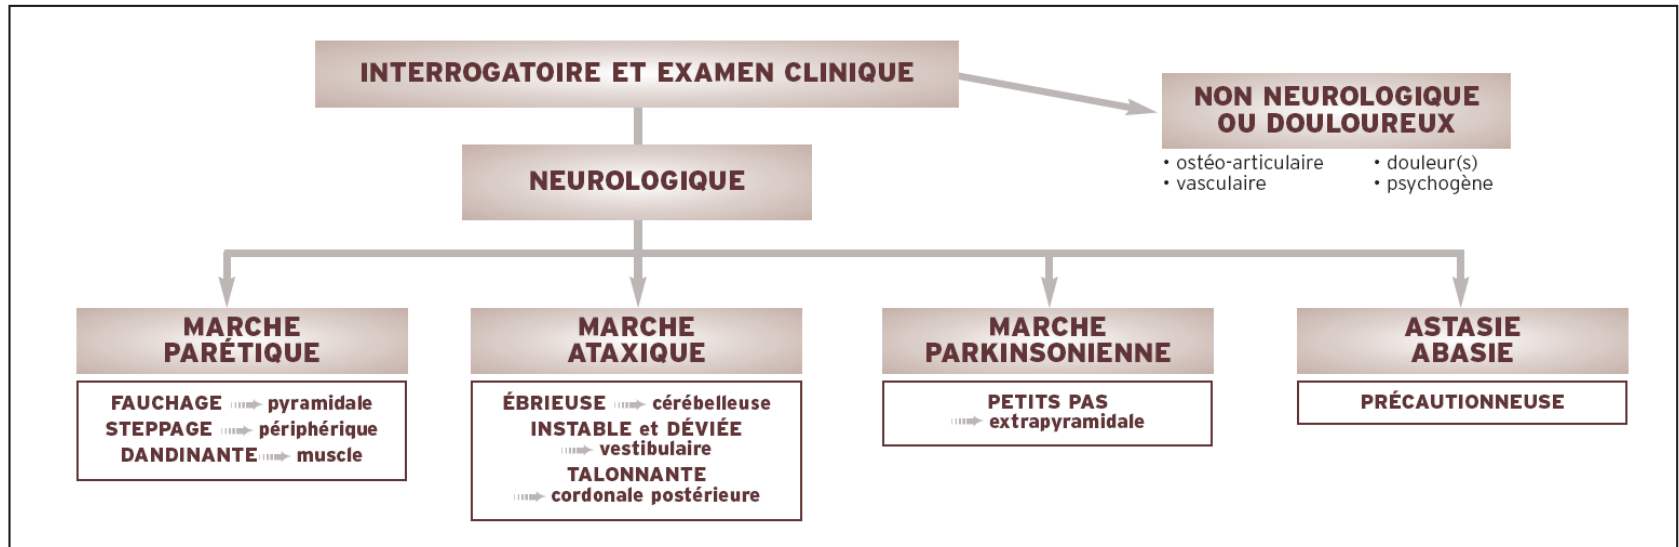 INTERROGATOIRE ET EXAMEN CLINIQUE
NON NEUROLOGIQUE
OU DOULOUREUX
• ostéo-articulaire
• douleur(s)
• vasculaire
• psychogène
NEUROLOGIQUE
MARCHE
PARÉTIQUE
FAUCHAGE pyramidale
STEPPAGE périphérique
DANDINANTE muscle
MARCHE
ATAXIQUE
ÉBRIEUSE cérébelleuse
INSTABLE et DÉVIÉE
vestibulaire
TALONNANTE
cordonale postérieure
MARCHE
PARKINSONIENNE
PETITS PAS
extrapyramidale
ASTASIE
ABASIE
PRÉCAUTIONNEUSE